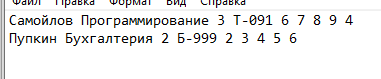 Файл Правка Формат Вид Справка
Самойлов Программирование 3 Т-091 6 7 8 9 4
Пупкин Бухгалтерия 2 Б-999 2 3 4 5 6